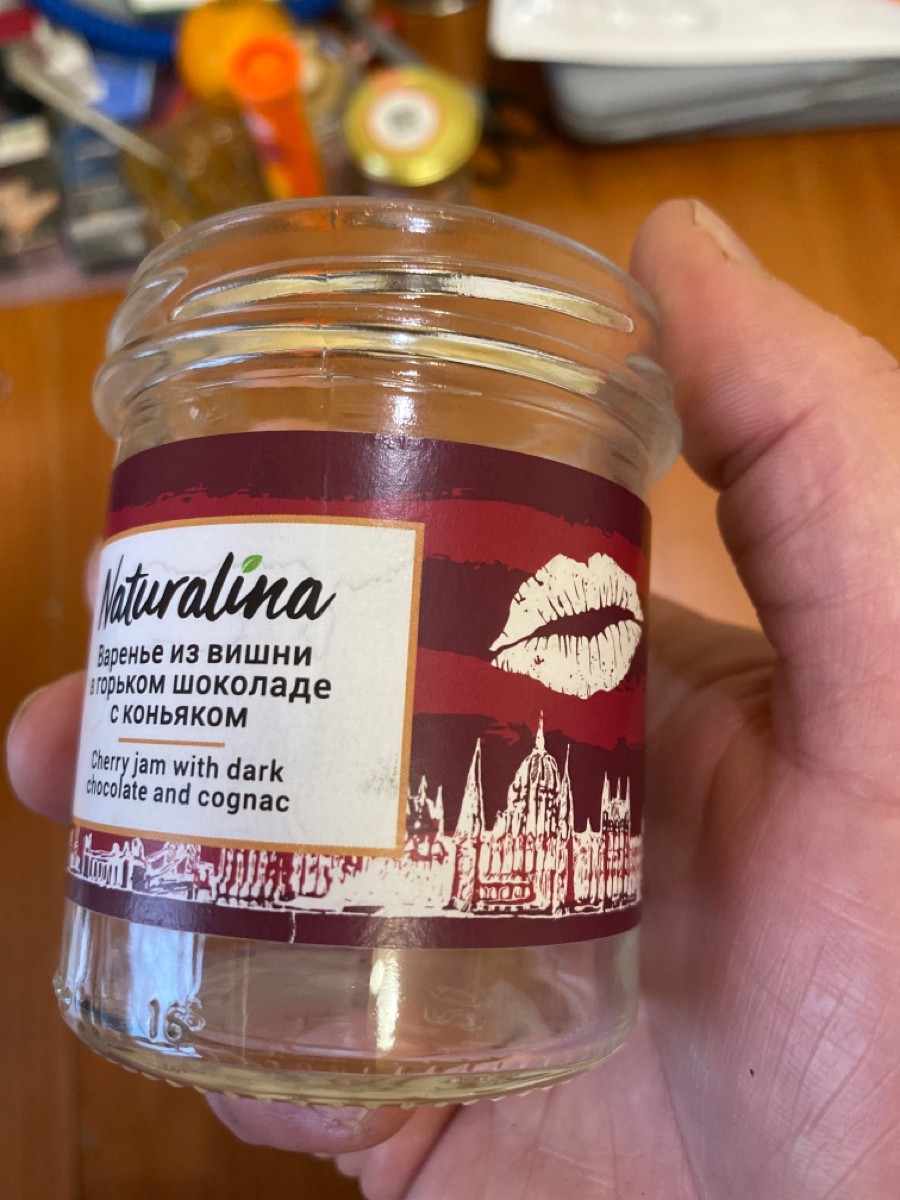 Naturalina
Варенье из вишни
в горьком шоколаде
с коньяком
Cherry jam with dark
chocolate and cognac